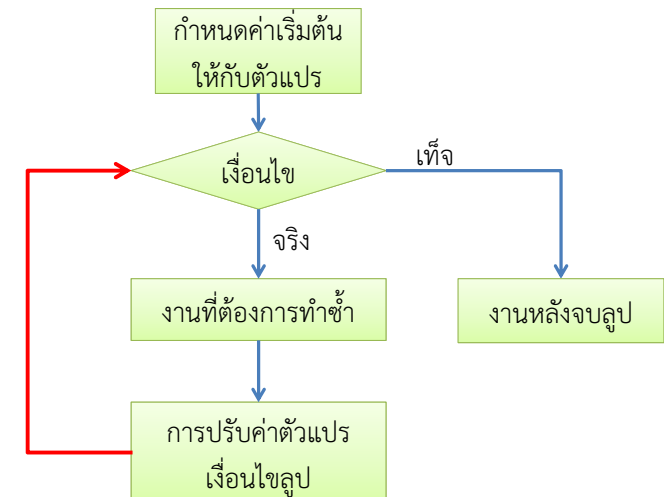 กำหนดค่าเริ่มต้น
ให้กับตัวแปร
เงื่อนไข
เท็จ
จริง
งานที่ต้องการทำซ้ำ
งานหลังจบลูป
การปรับค่าตัวแปร
เงื่อนไขลูป